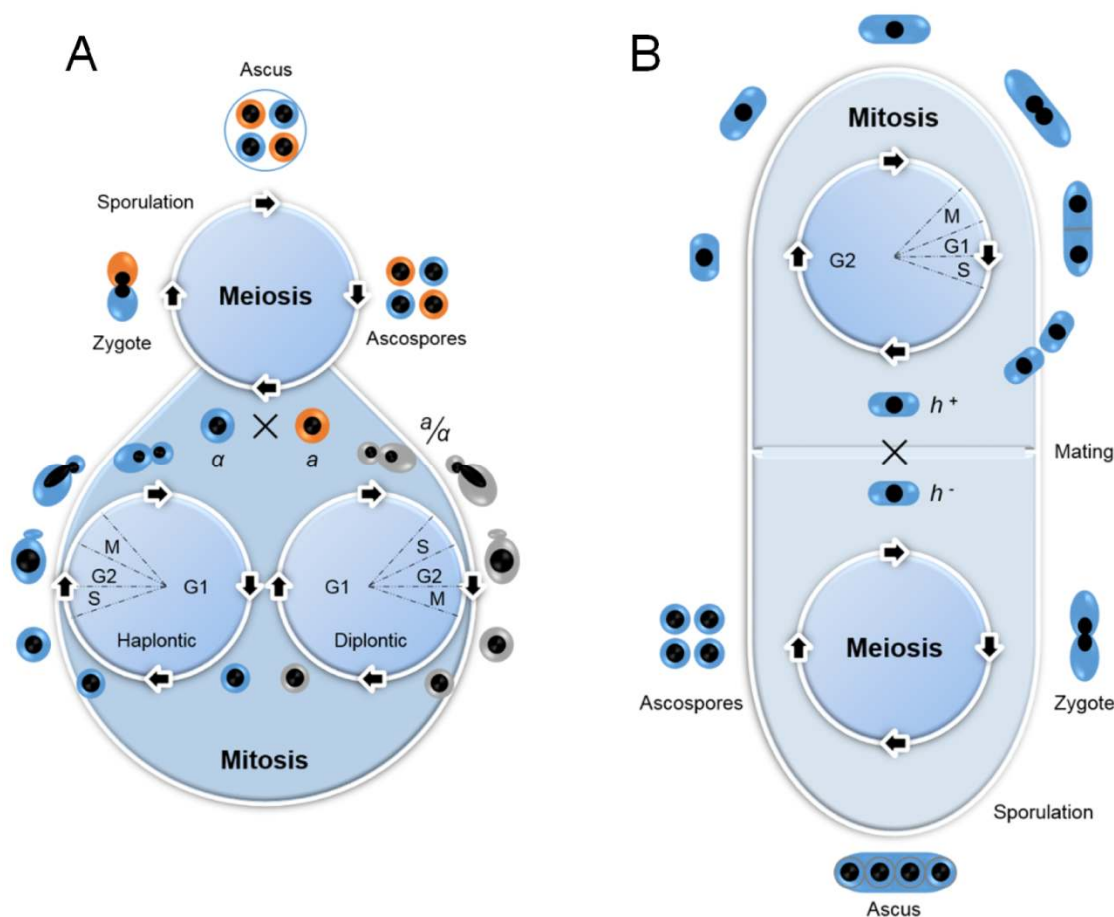 A
Ascus
Sporulation
Meiosis
Zygote
Ascospores
α
a
a/α
M
G2
S
G1
Haplontic
S
G2
M
G1
Diplontic
Mitosis
B
Mitosis
M
G1
S
G2
h +
h -
Mating
Meiosis
Ascospores
Zygote
Sporulation
Ascus